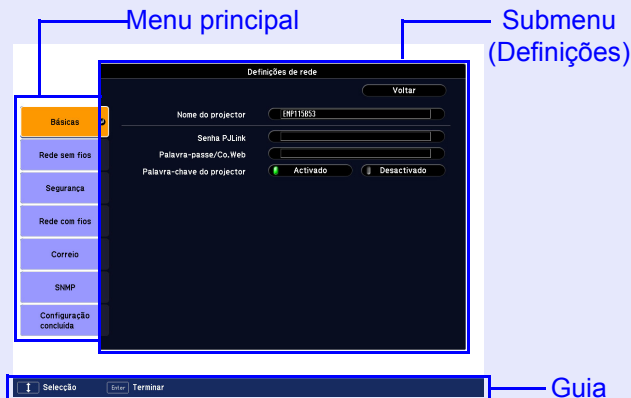 Menu principal
Submenu
(Definições)
Definições de rede
Voltar
Básicas
Nome do projector
EMP115B53
Senha PJLink
Rede sem fios
Palavra-passe/Co.Web
Palavra-chave do projector
Activado
Desactivado
Segurança
Rede com fios
Correio
SNMP
Configuração
concluída
Selecção
Enter Terminar
Guia